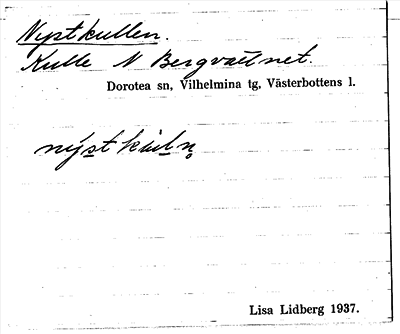 Nystkullen.
Kulle N Bergvattnet.
Dorotea sn, Vilhelmina tg, Västerbottens l.
Lisa Lidberg 1937.